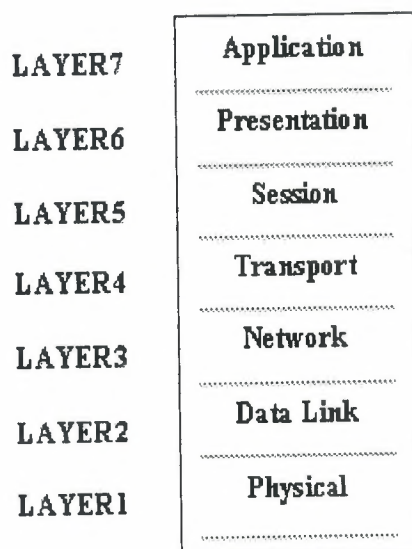 LAYER7 Application
LAYER6 Presentation
LAYER5 Session
LAYER4 Transport
LAYER3 Network
LAYER2 Data Link
LAYER1 Physical